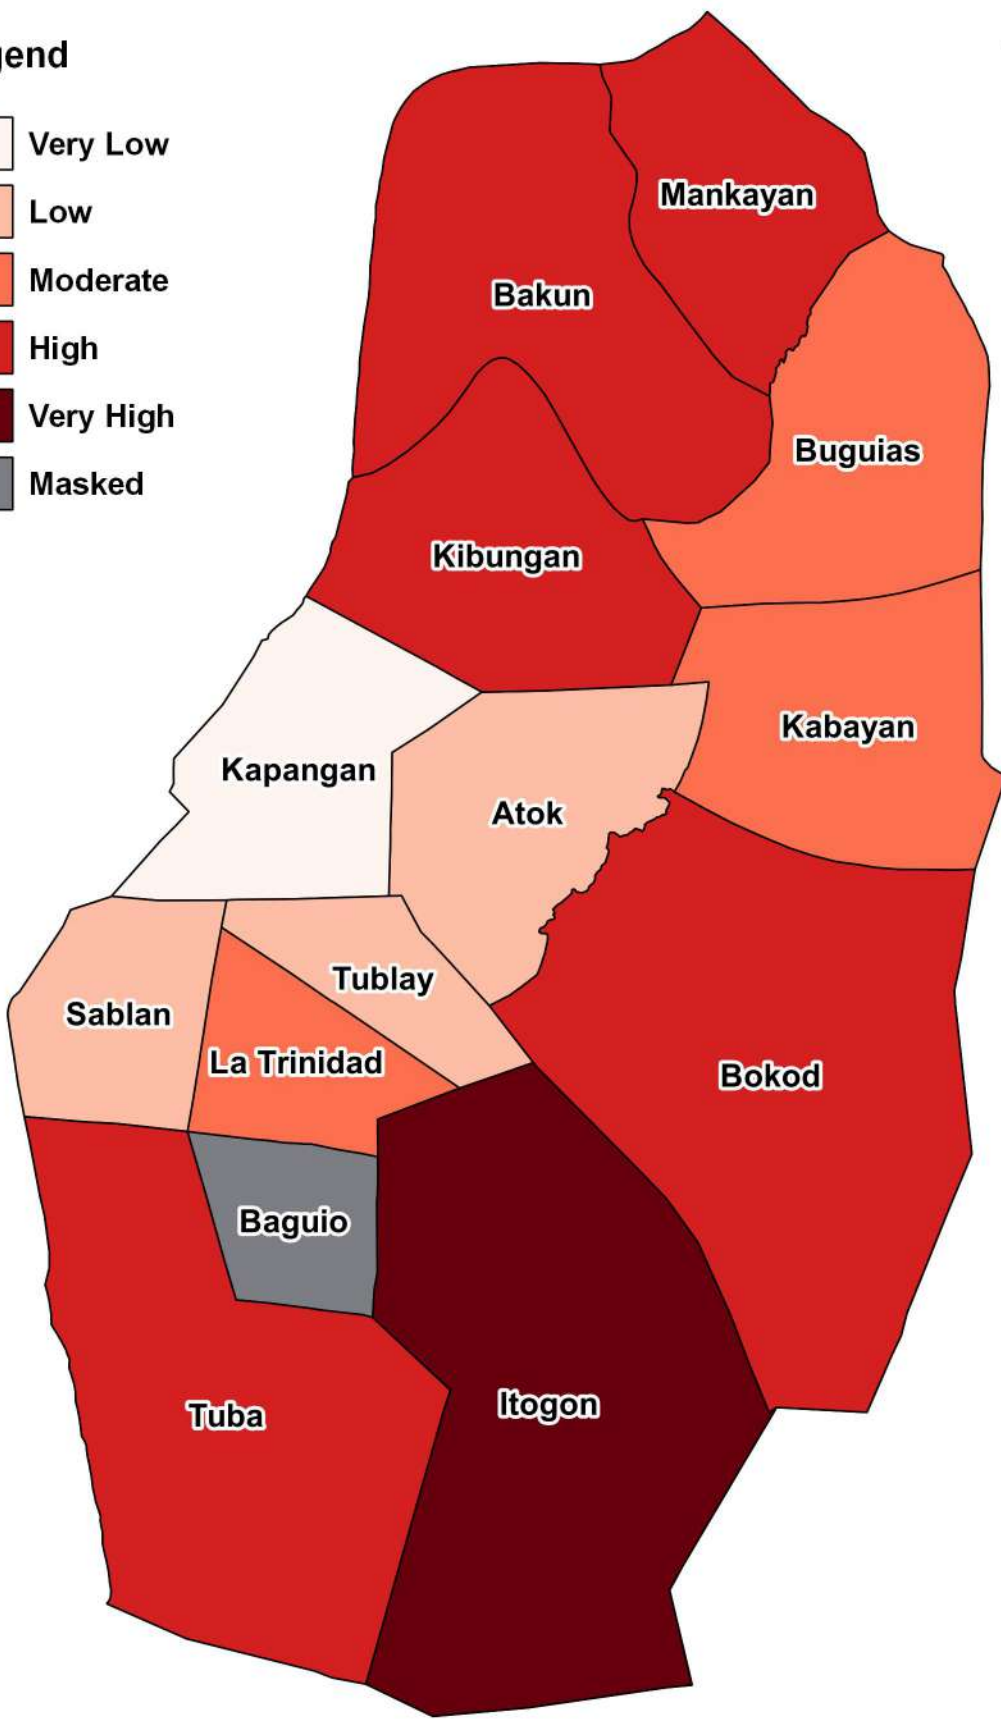 gend
Very Low
Low
Moderate
High
Very High
Masked
Mankayan
Bakun
Buguias
Kibungan
Kabayan
Kapangan
Atok
Tublay
Sablan
La Trinidad
Bokod
Baguio
Itogon
Tuba